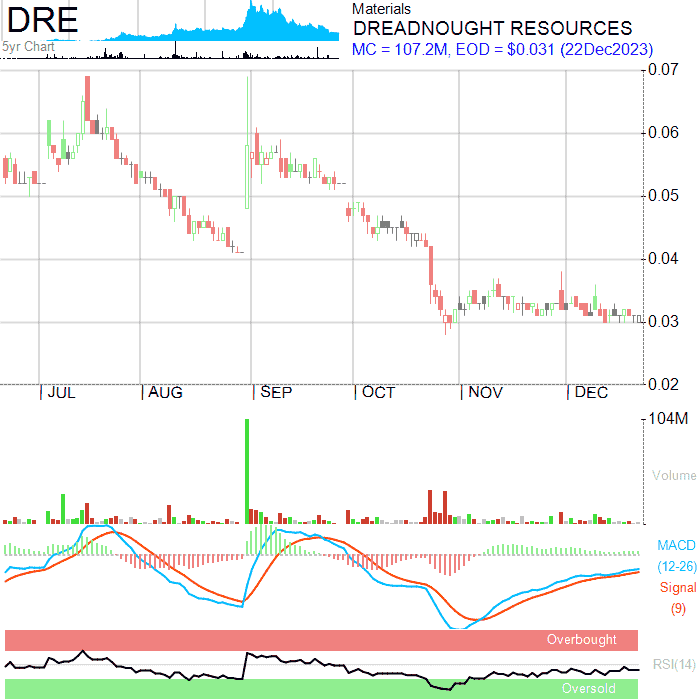 DRE
5yr Chart
Materials
DREADNOUGHT RESOURCES
MC = 107.2M, EOD = $0.031 (22Dec2023)
0.07
0.06
0.05
0.04
0.03
0.02
JUL AUG SEP OCT NOV DEC
104M
Volume
MACD
(12-26)
Signal
(9)
Overbought
RSI(14)
Oversold